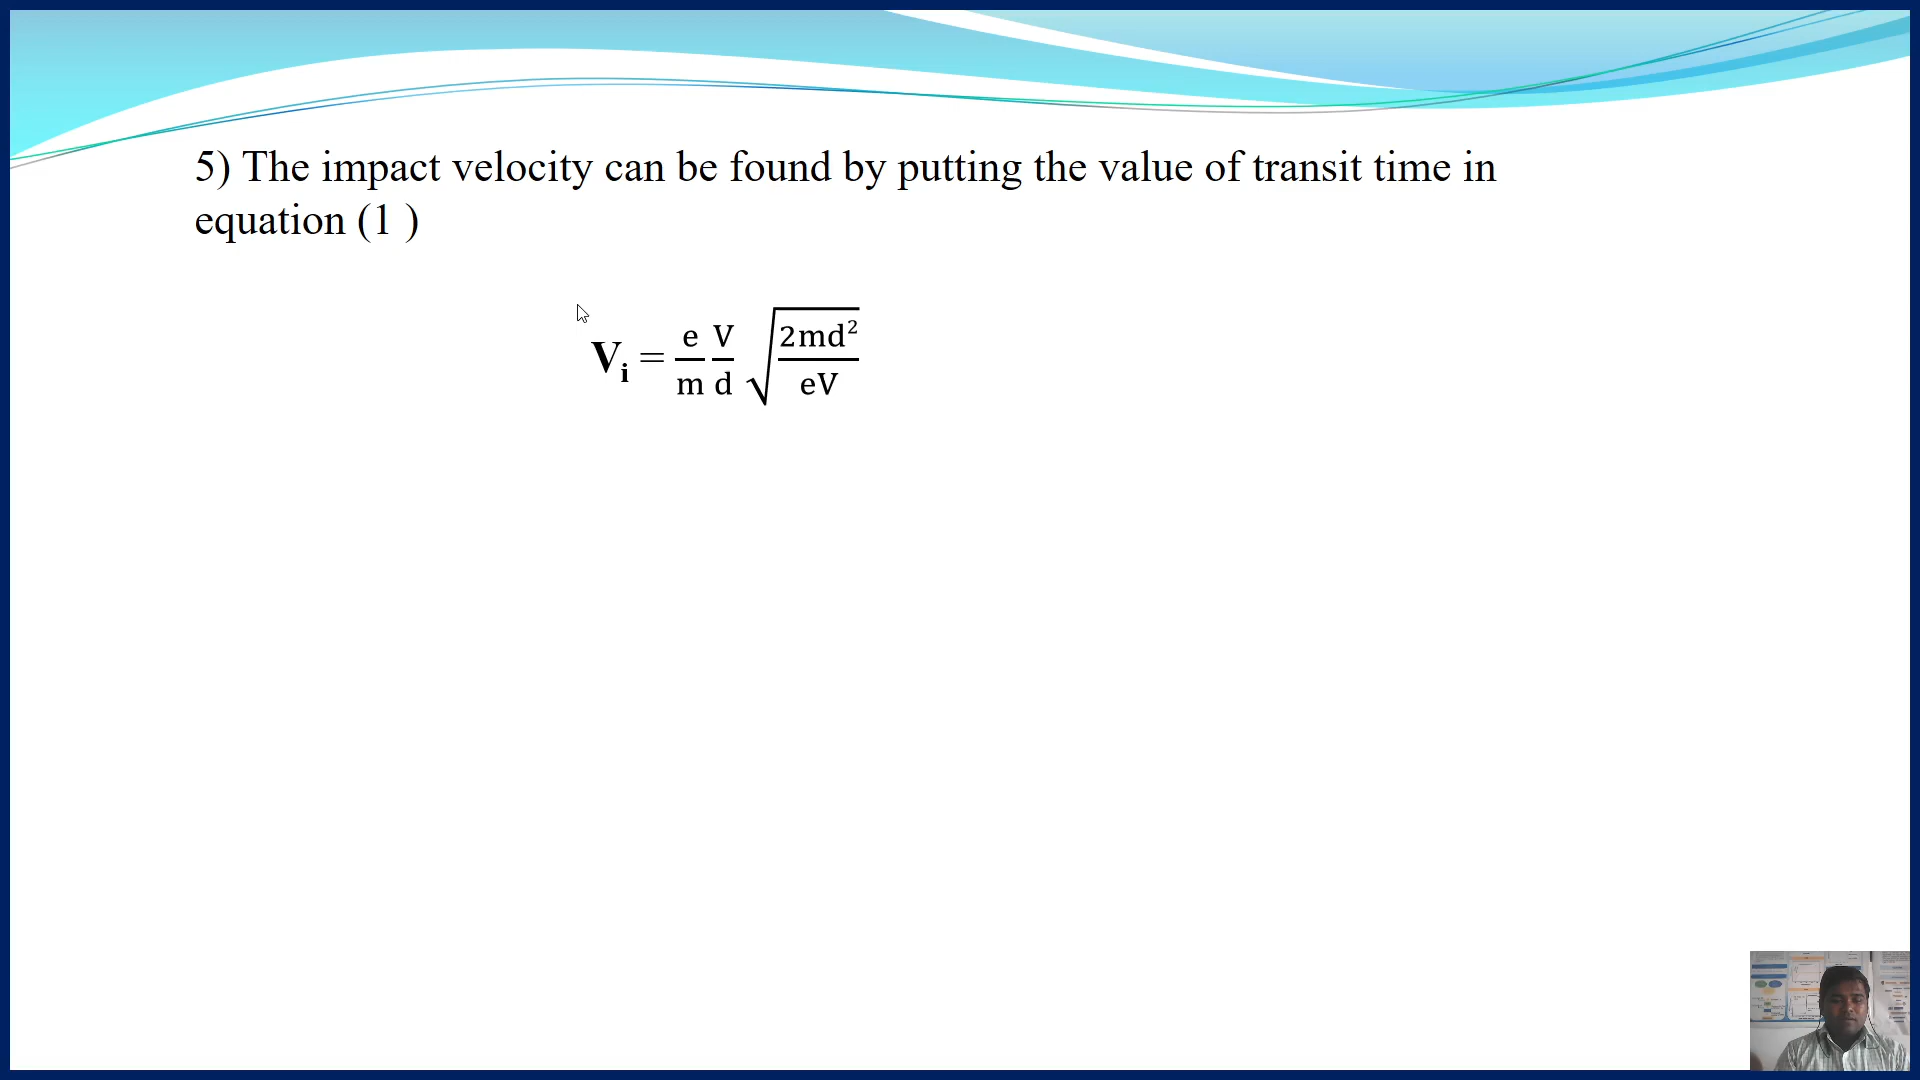 5) The impact velocity can be found by putting the value of transit time in
equation (1 )
V_i = e/m V/d √(2md²/eV)